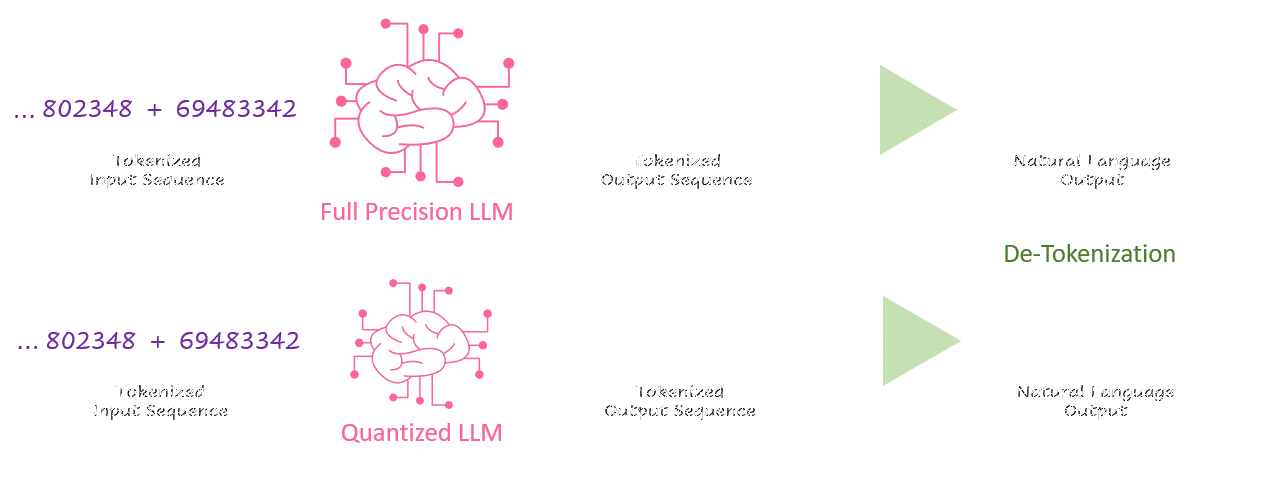 ... 802348 + 69483342
Tokenized
Input Sequence
Full Precision LLM
Tokenized
Output Sequence
Natural Language
Output
De-Tokenization
... 802348 + 69483342
Tokenized
Input Sequence
Quantized LLM
Tokenized
Output Sequence
Natural Language
Output